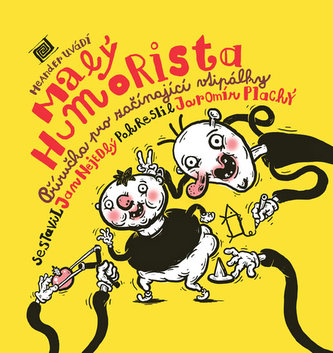 Meander uvádí
Malý
Humorista
Příručka pro začínající vtipálky
Sestavil Jan Nejedlý Pokreslil Jaromír Plachý